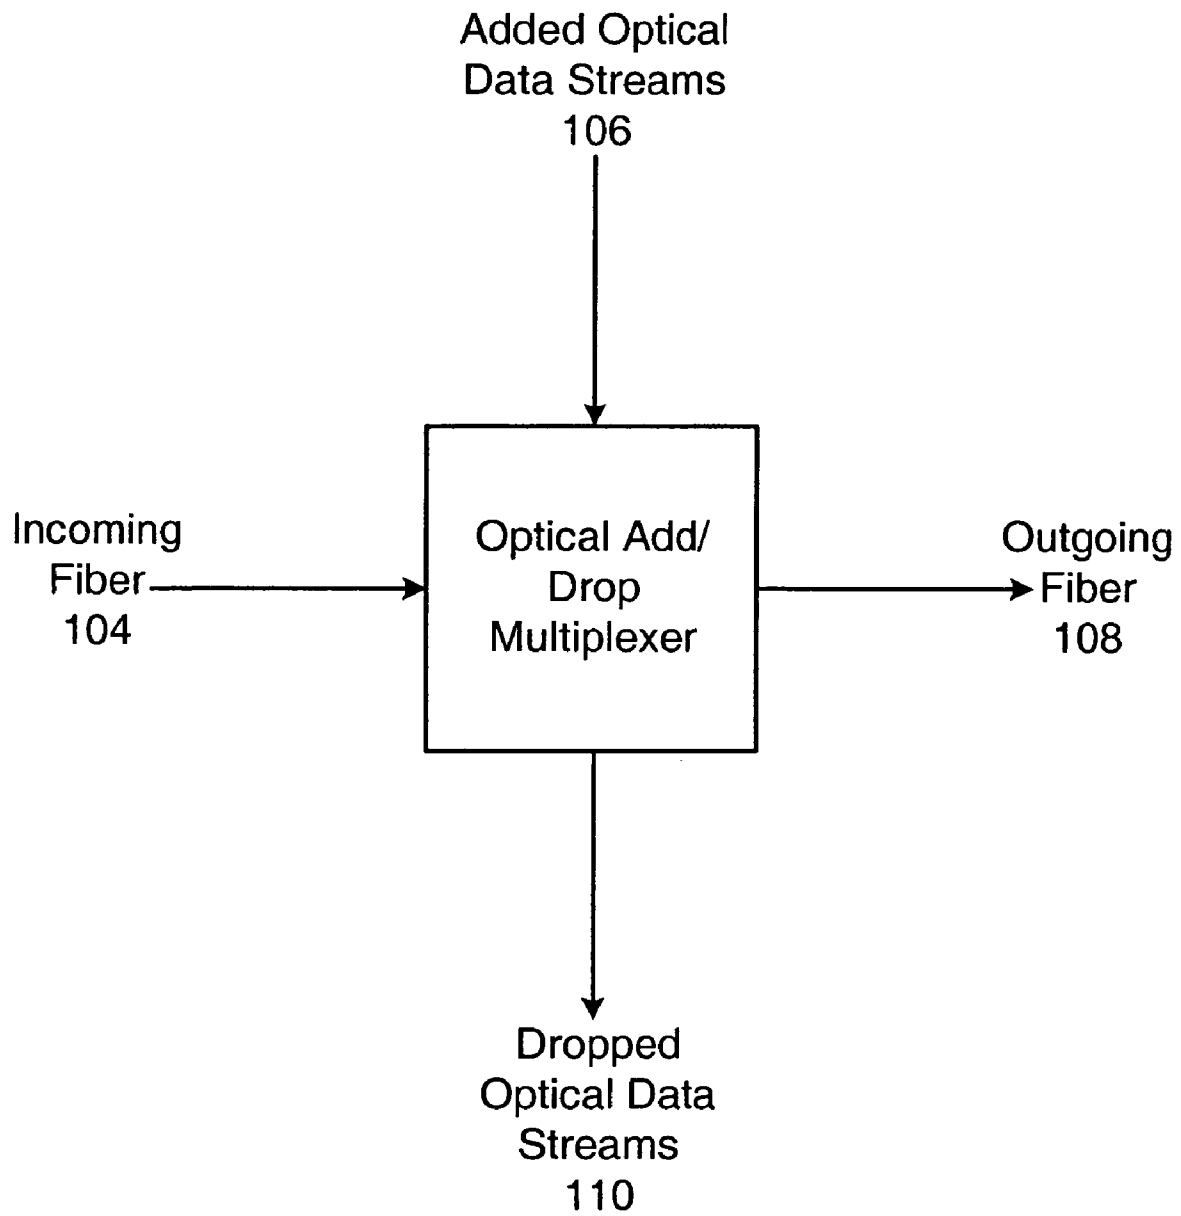 Added Optical
Data Streams
106
Incoming
Fiber
104
Optical Add/
Drop
Multiplexer
Outgoing
Fiber
108
Dropped
Optical Data
Streams
110